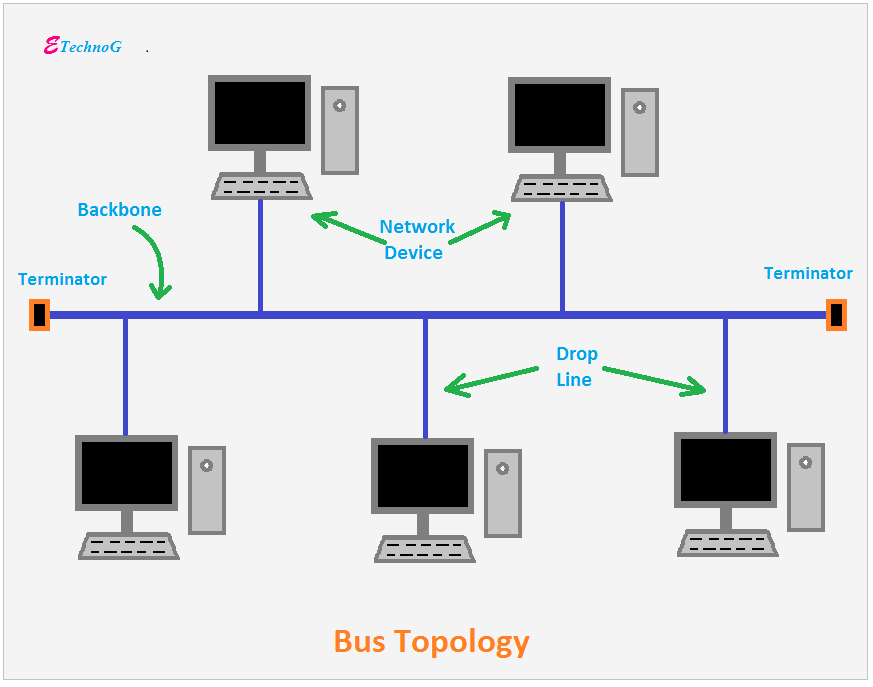 ETechnoG .
Backbone
Network
Device
Terminator
Terminator
Drop
Line
Bus Topology